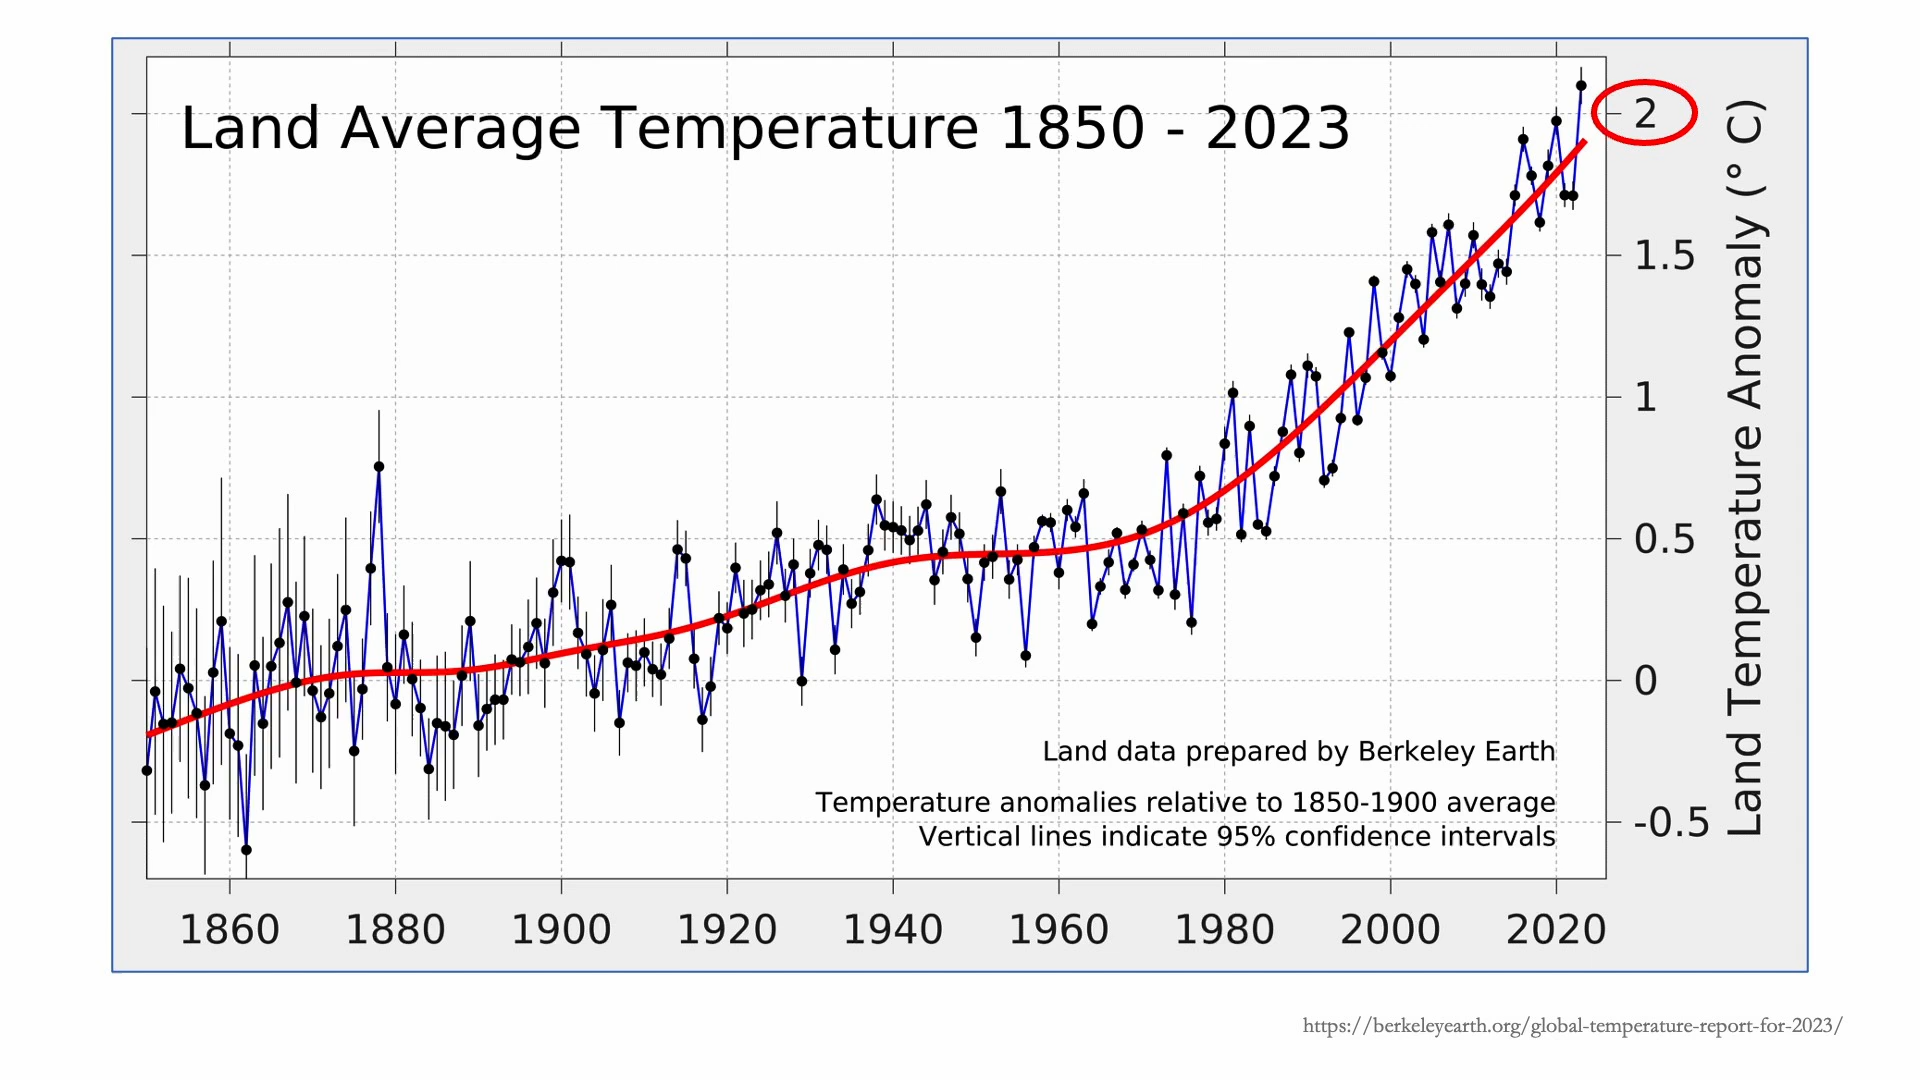 Land Average Temperature 1850 - 2023
2
1.5
1
0.5
0
-0.5
Land Temperature Anomaly (° C)
Land data prepared by Berkeley Earth
Temperature anomalies relative to 1850-1900 average
Vertical lines indicate 95% confidence intervals
1860 1880 1900 1920 1940 1960 1980 2000 2020
https://berkeleyearth.org/global-temperature-report-for-2023/